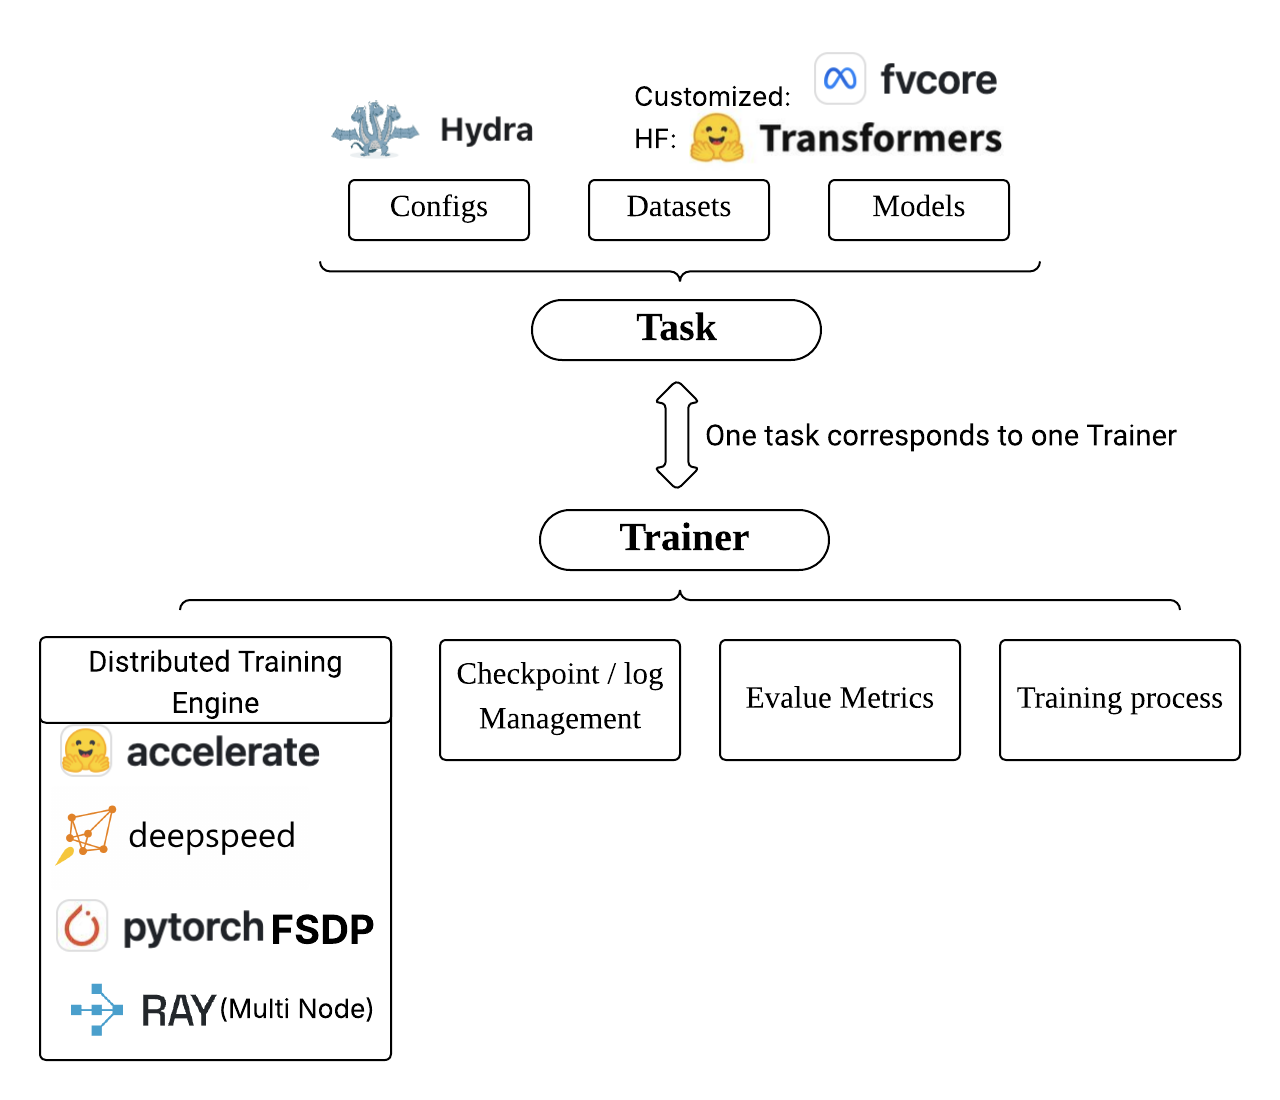 fvcore
Customized:
Hydra
HF: Transformers
Configs
Datasets
Models
Task
One task corresponds to one Trainer
Trainer
Distributed Training
Engine
accelerate
deepspeed
pytorch FSDP
RAY (Multi Node)
Checkpoint / log
Management
Evalue Metrics
Training process